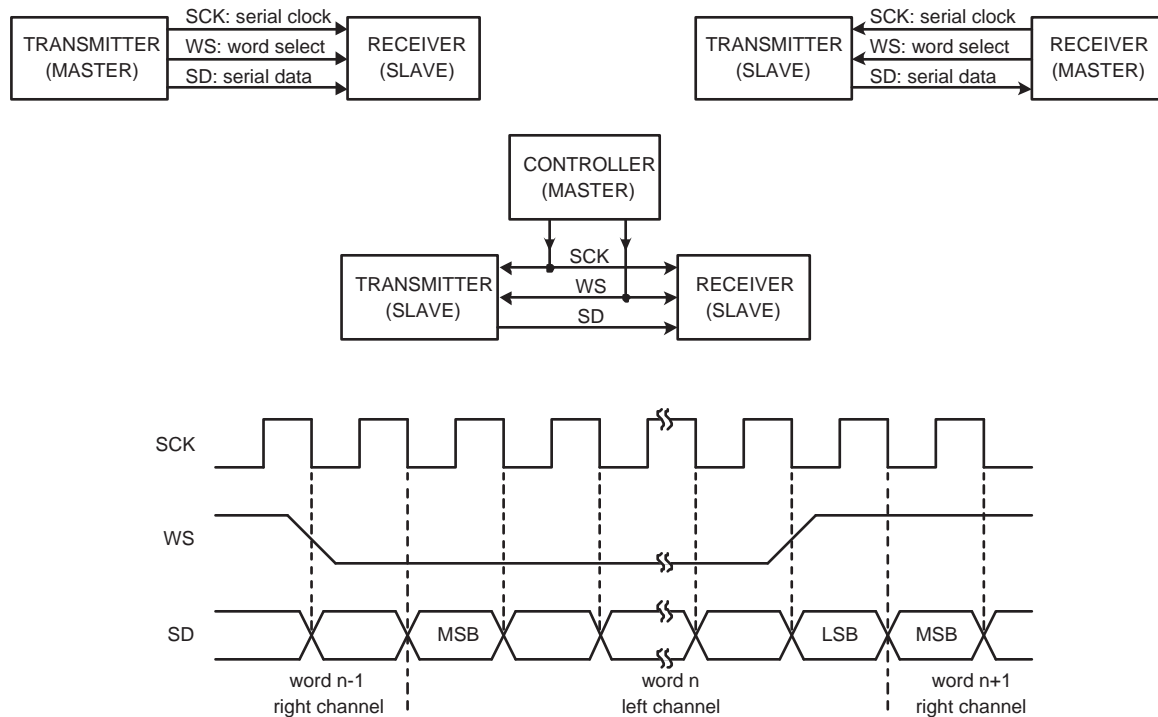 SCK: serial clock
TRANSMITTER
(MASTER)
WS: word select
SD: serial data
RECEIVER
(SLAVE)
TRANSMITTER
(SLAVE)
SCK: serial clock
WS: word select
SD: serial data
RECEIVER
(MASTER)
CONTROLLER
(MASTER)
TRANSMITTER
(SLAVE)
SCK
WS
SD
RECEIVER
(SLAVE)
SCK
WS
SD
MSB
LSB
MSB
word n-1
right channel
word n
left channel
word n+1
right channel